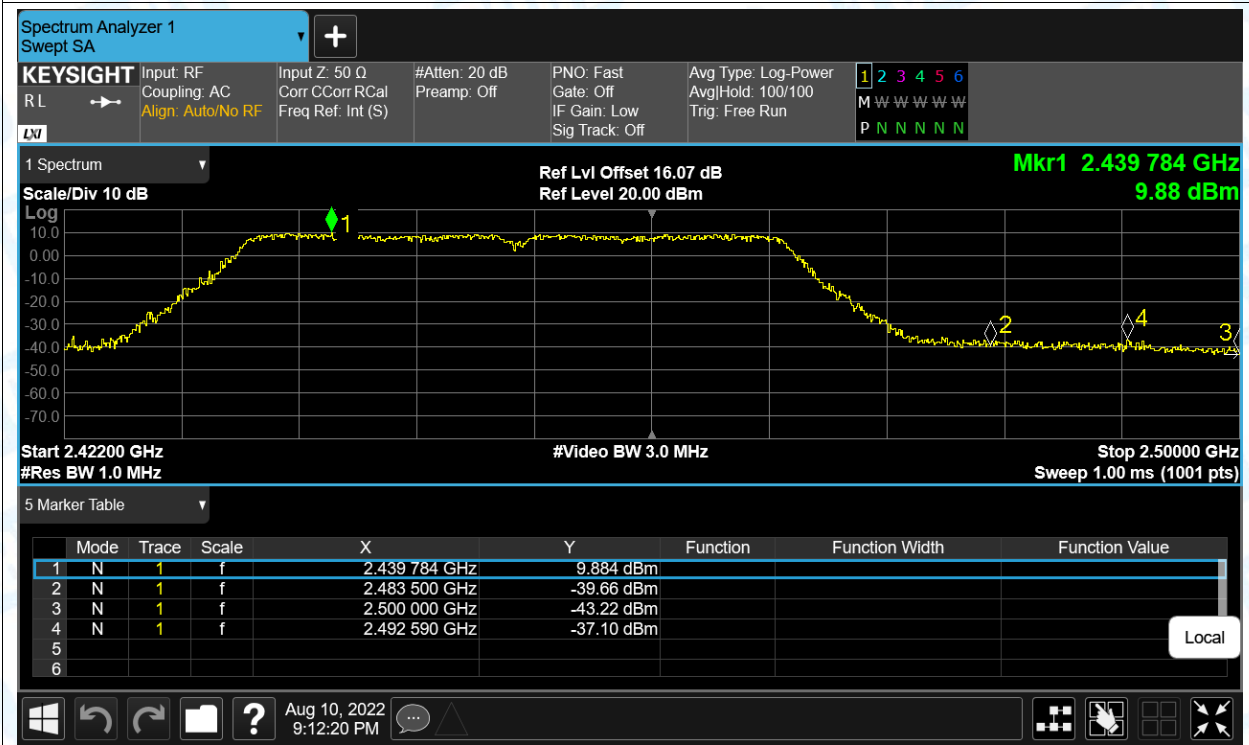 Spectrum Analyzer 1
Swept SA
KEYSIGHT
R L
LXI
Input: RF
Coupling: AC
Align: Auto/No RF
Input Z: 50 Ω
Corr CCorr RCal
Freq Ref: Int (S)
#Atten: 20 dB
Preamp: Off
PNO: Fast
Gate: Off
IF Gain: Low
Sig Track: Off
Avg Type: Log-Power
Avg|Hold: 100/100
Trig: Free Run
1 2 3 4 5 6
M W W W W W
P N N N N N
1 Spectrum
Scale/Div 10 dB
Ref Lvl Offset 16.07 dB
Ref Level 20.00 dBm
Mkr1 2.439 784 GHz
9.88 dBm
Log
10.0
0.00
-10.0
-20.0
-30.0
-40.0
-50.0
-60.0
-70.0
1
2
4
3
Start 2.42200 GHz
#Video BW 3.0 MHz
Stop 2.50000 GHz
#Res BW 1.0 MHz
Sweep 1.00 ms (1001 pts)
5 Marker Table
Mode Trace Scale X Y Function Function Width Function Value
1 N 1 f 2.439 784 GHz 9.884 dBm
2 N 1 f 2.483 500 GHz -39.66 dBm
3 N 1 f 2.500 000 GHz -43.22 dBm
4 N 1 f 2.492 590 GHz -37.10 dBm
5
6
Local
?
Aug 10, 2022
9:12:20 PM